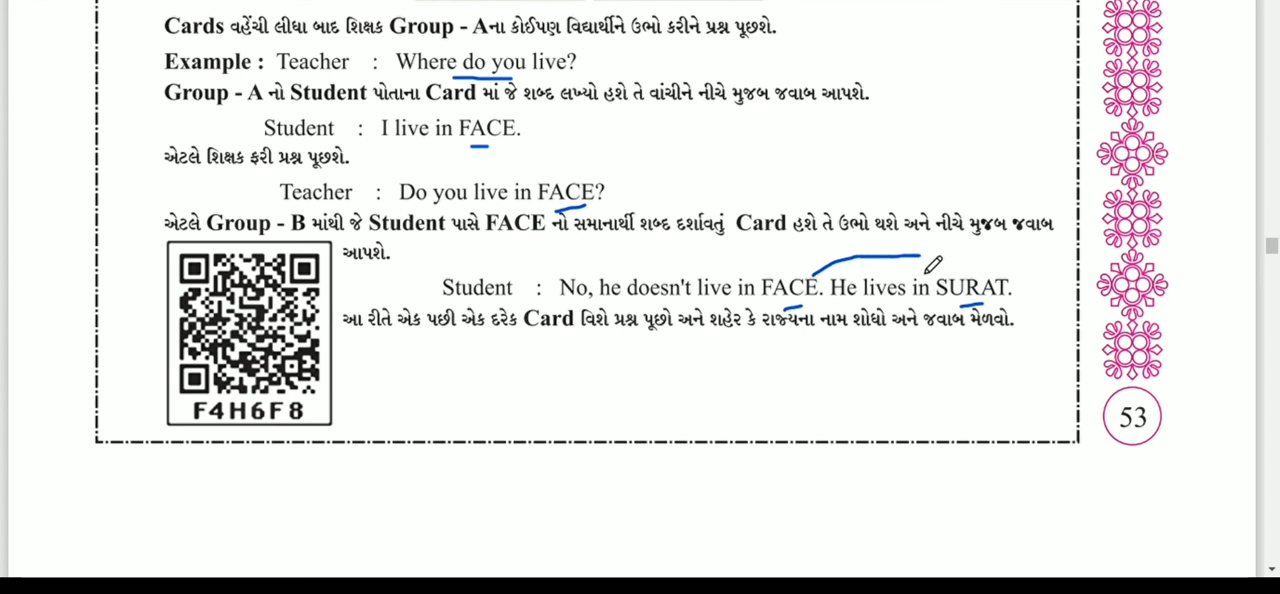 Cards વહેંચી લીધા બાદ શિક્ષક Group - Aના કોઈપણ વિદ્યાર્થીને ઉભો કરીને પ્રશ્ન પૂછશે.
Example : Teacher : Where do you live?
Group - A નો Student પોતાના Card માં જે શબ્દ લખ્યો હશે તે વાંચીને નીચે મુજબ જવાબ આપશે.
Student : I live in FACE.
એટલે શિક્ષક ફરી પ્રશ્ન પૂછશે.
Teacher : Do you live in FACE?
એટલે Group - B માંથી જે Student પાસે FACE નો સમાનાર્થી શબ્દ દર્શાવતું Card હશે તે ઉભો થશે અને નીચે મુજબ જવાબ
આપશે.
Student : No, he doesn't live in FACE. He lives in SURAT.
આ રીતે એક પછી એક દરેક Card વિશે પ્રશ્ન પૂછો અને શહેર કે રાજ્યના નામ શોધો અને જવાબ મેળવો.
F4H6F8
53